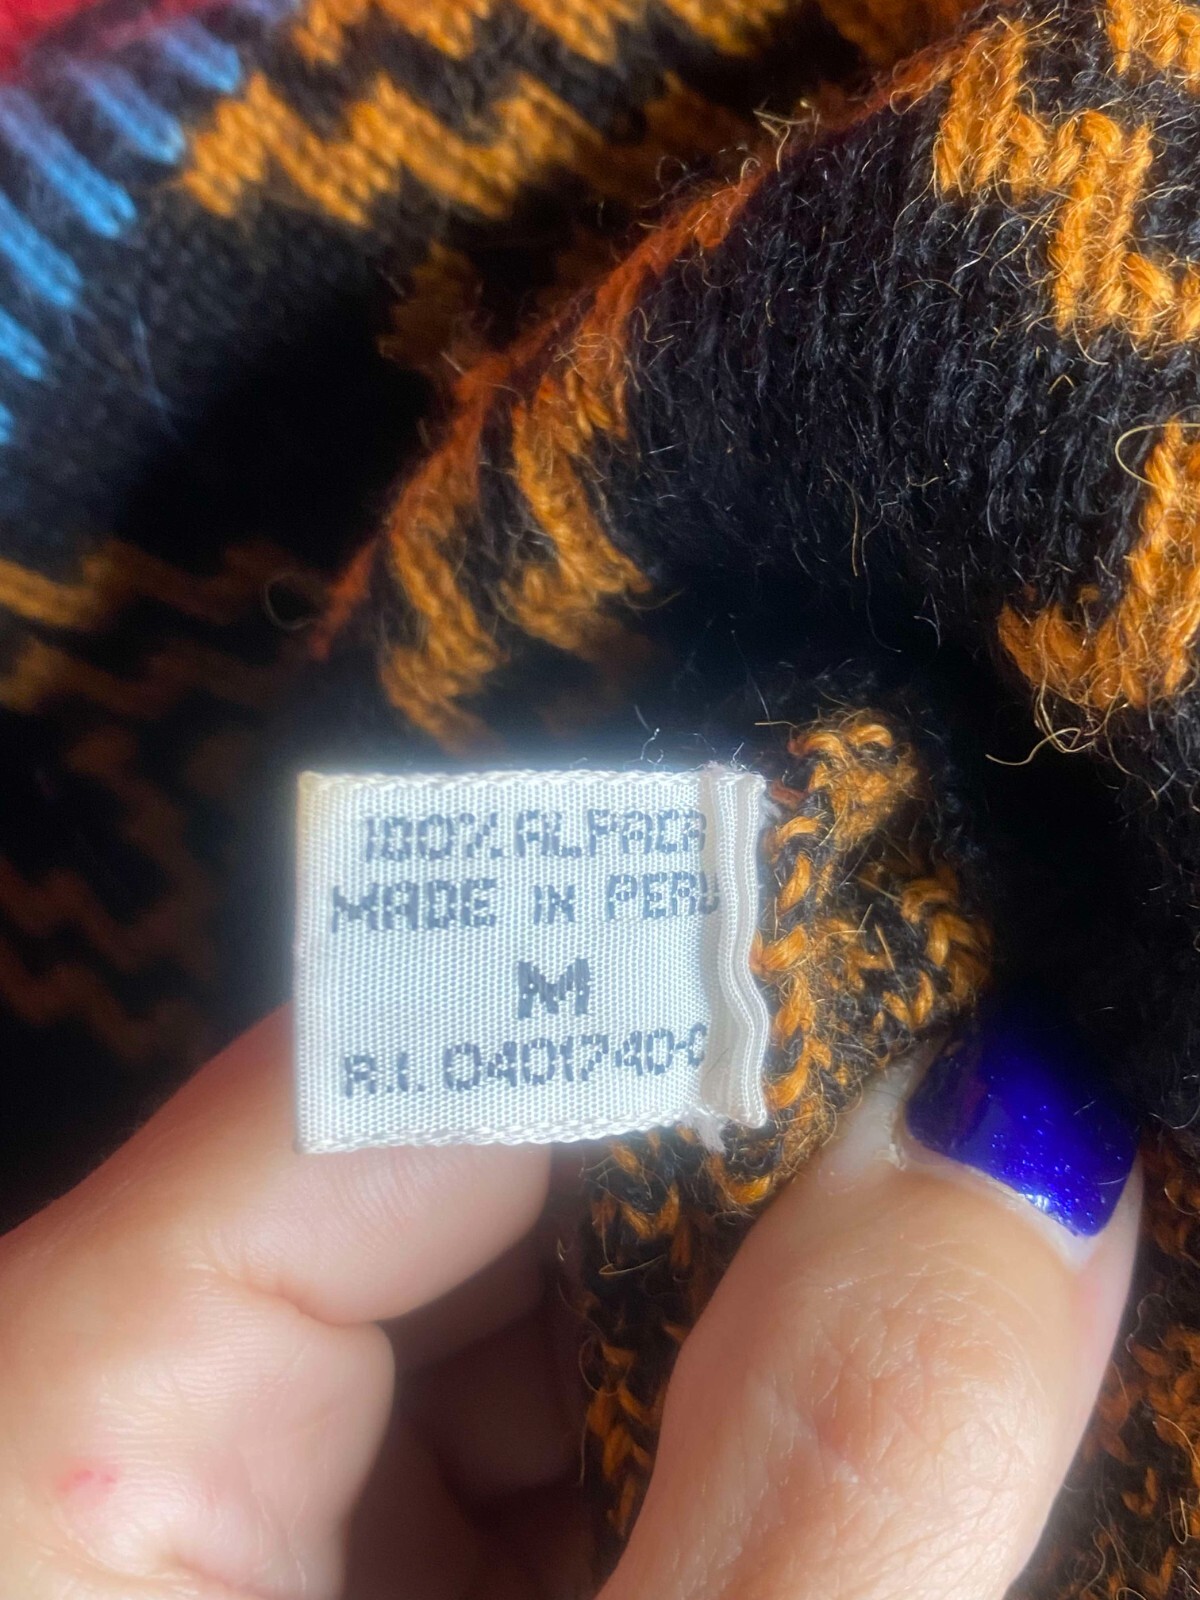 100% ALPACA
MADE IN PERU
M
R.I. 0401740-